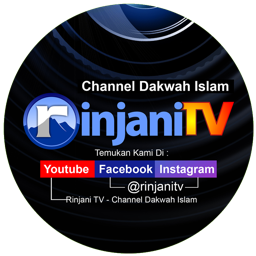 Channel Dakwah Islam
rinjaniTV
Temukan Kami Di :
Youtube Facebook Instagram
@rinjanitv
Rinjani TV - Channel Dakwah Islam